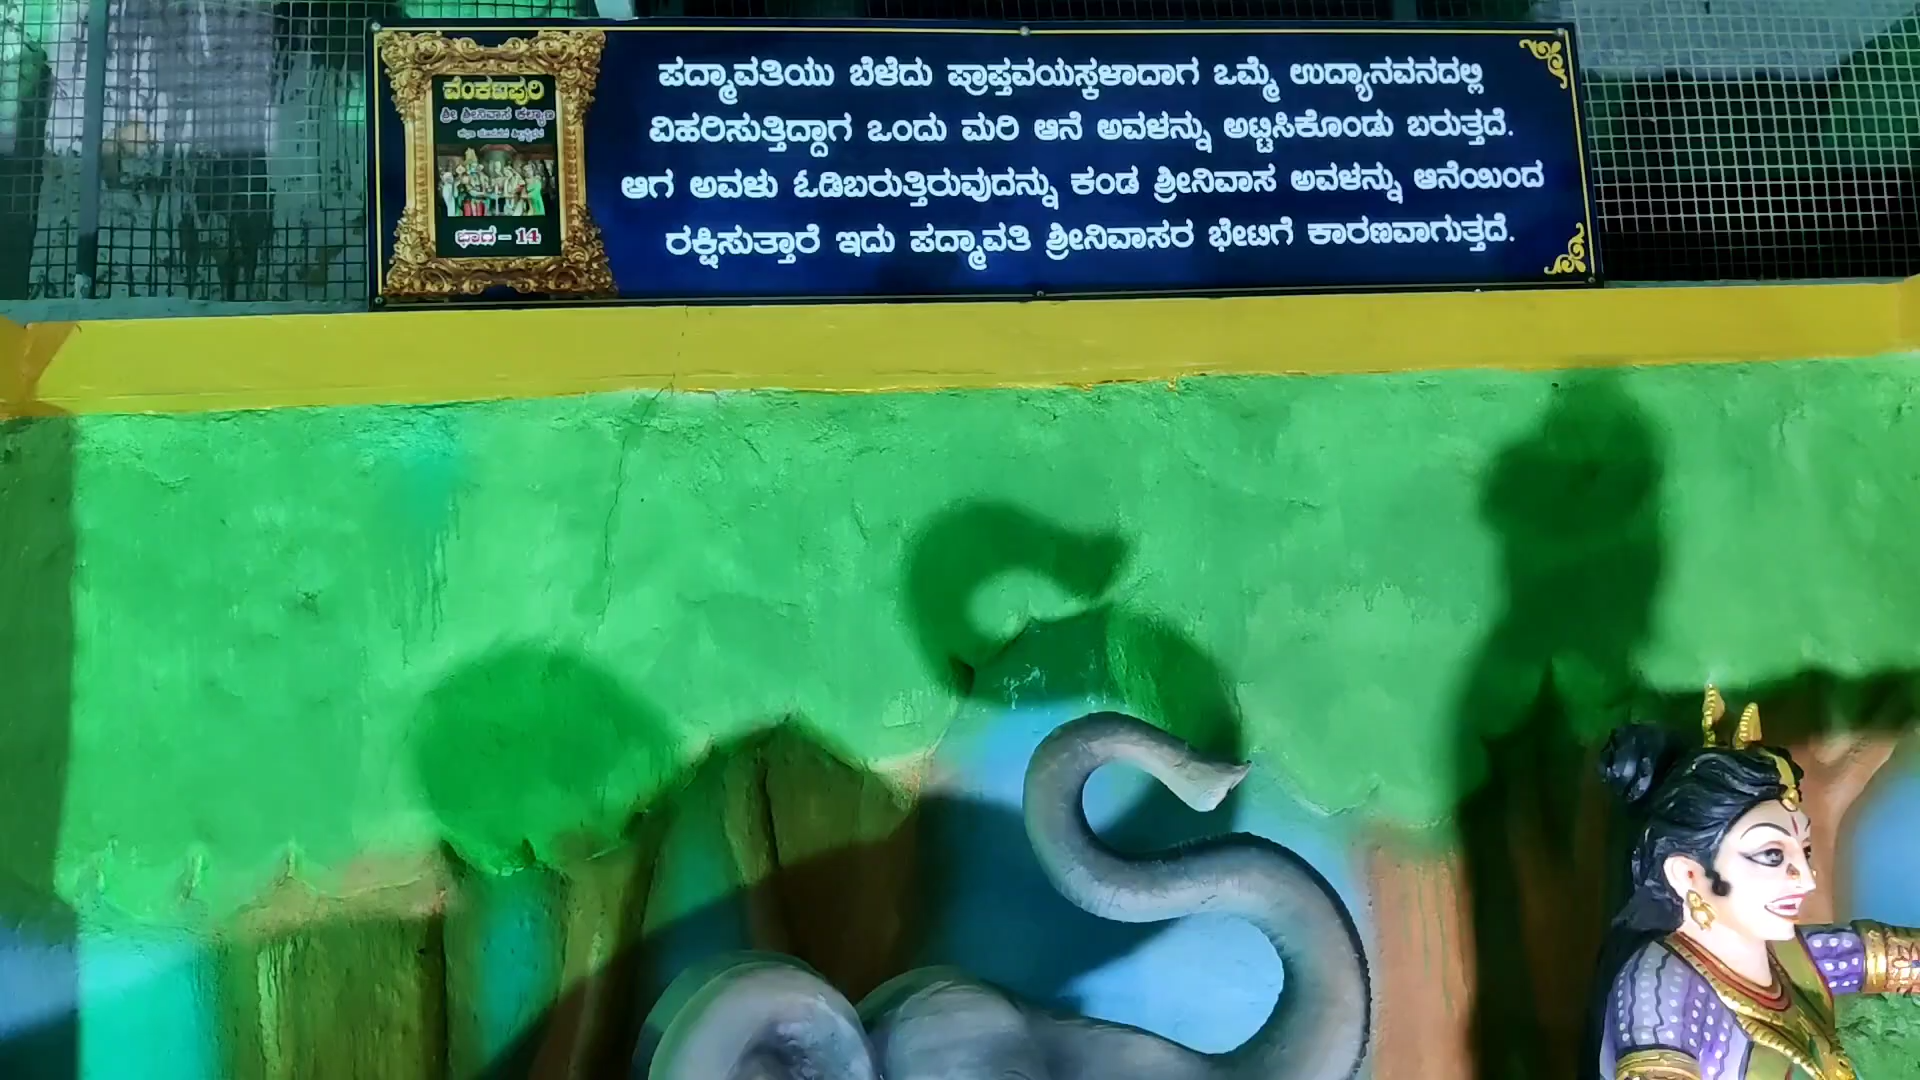 ವೆಂಕಟಪುರಿ
ಶ್ರೀ ಶ್ರೀನಿವಾಸ ಕಲ್ಯಾಣ
ಭಾಗ - 14
ಪದ್ಮಾವತಿಯು ಬೆಳೆದು ಪ್ರಾಪ್ತವಯಸ್ಕಳಾದಾಗ ಒಮ್ಮೆ ಉದ್ಯಾನವನದಲ್ಲಿ
ವಿಹರಿಸುತ್ತಿದ್ದಾಗ ಒಂದು ಮರಿ ಆನೆ ಅವಳನ್ನು ಅಟ್ಟಿಸಿಕೊಂಡು ಬರುತ್ತದೆ.
ಆಗ ಅವಳು ಓಡಿಬರುತ್ತಿರುವುದನ್ನು ಕಂಡ ಶ್ರೀನಿವಾಸ ಅವಳನ್ನು ಆನೆಯಿಂದ
ರಕ್ಷಿಸುತ್ತಾರೆ ಇದು ಪದ್ಮಾವತಿ ಶ್ರೀನಿವಾಸರ ಭೇಟಿಗೆ ಕಾರಣವಾಗುತ್ತದೆ.